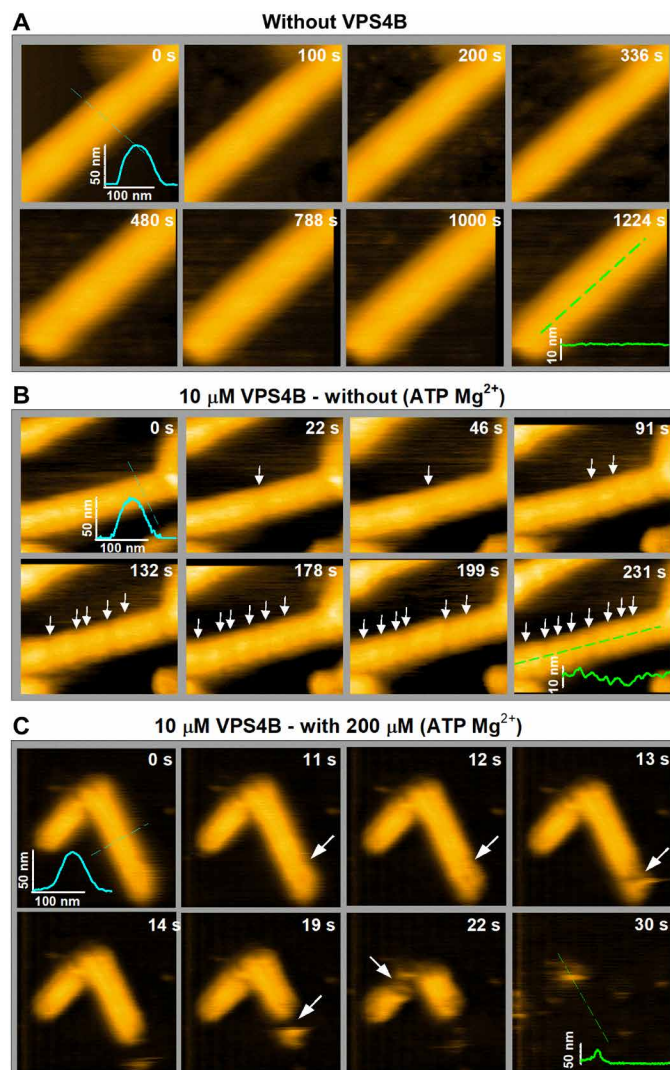 A
Without VPS4B
0 s
100 s
200 s
336 s
50 nm
100 nm
480 s
788 s
1000 s
1224 s
10 nm
B
10 μM VPS4B - without (ATP Mg²⁺)
0 s
22 s
46 s
91 s
50 nm
100 nm
132 s
178 s
199 s
231 s
10 nm
C
10 μM VPS4B - with 200 μM (ATP Mg²⁺)
0 s
11 s
12 s
13 s
50 nm
100 nm
14 s
19 s
22 s
30 s
50 nm